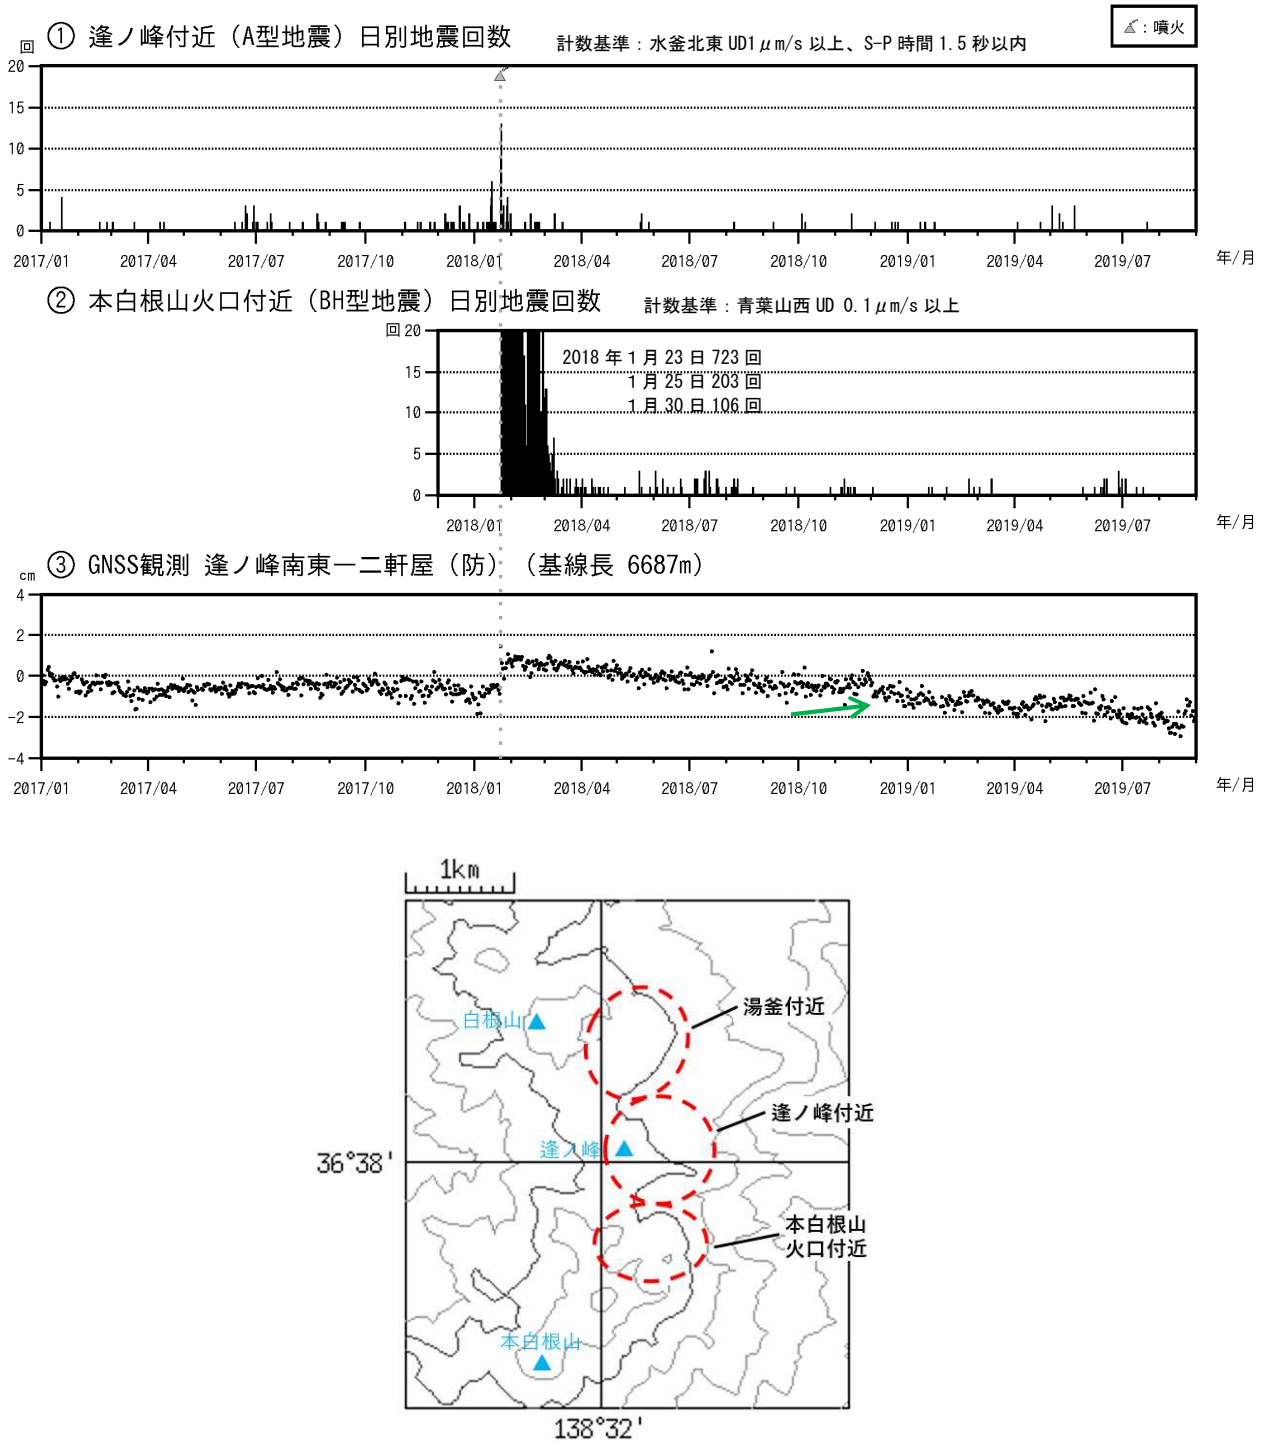 ① 逢ノ峰付近（A型地震）日別地震回数 計数基準：水釜北東 UD1μm/s 以上、S-P 時間 1.5 秒以内
：噴火
回
20
15
10
5
0
2017/01 2017/04 2017/07 2017/10 2018/01 2018/04 2018/07 2018/10 2019/01 2019/04 2019/07 年/月
② 本白根山火口付近（BH型地震）日別地震回数 計数基準：青葉山西 UD 0.1μm/s 以上
回 20
15
10
5
0
2018 年 1 月 23 日 723 回
1 月 25 日 203 回
1 月 30 日 106 回
2018/01 2018/04 2018/07 2018/10 2019/01 2019/04 2019/07 年/月
③ GNSS観測 逢ノ峰南東－二軒屋（防）（基線長 6687m）
cm
4
2
0
-2
-4
2017/01 2017/04 2017/07 2017/10 2018/01 2018/04 2018/07 2018/10 2019/01 2019/04 2019/07 年/月
1km
湯釜付近
白根山
逢ノ峰付近
逢ノ峰
36°38'
本白根山
火口付近
本白根山
138°32'